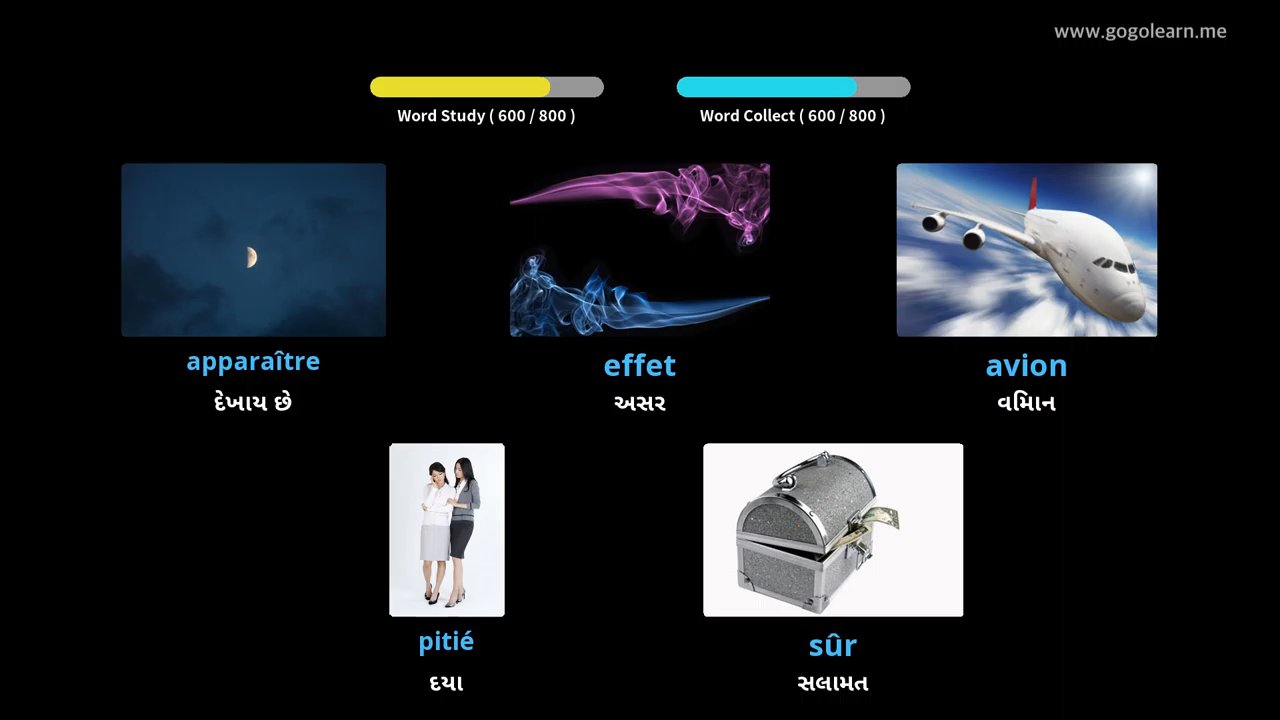 www.gogolearn.me
Word Study ( 600 / 800 )
Word Collect ( 600 / 800 )
apparaître
effet
avion
દેખાય છે
અસર
વિમાન
pitié
sûr
દયા
સલામત